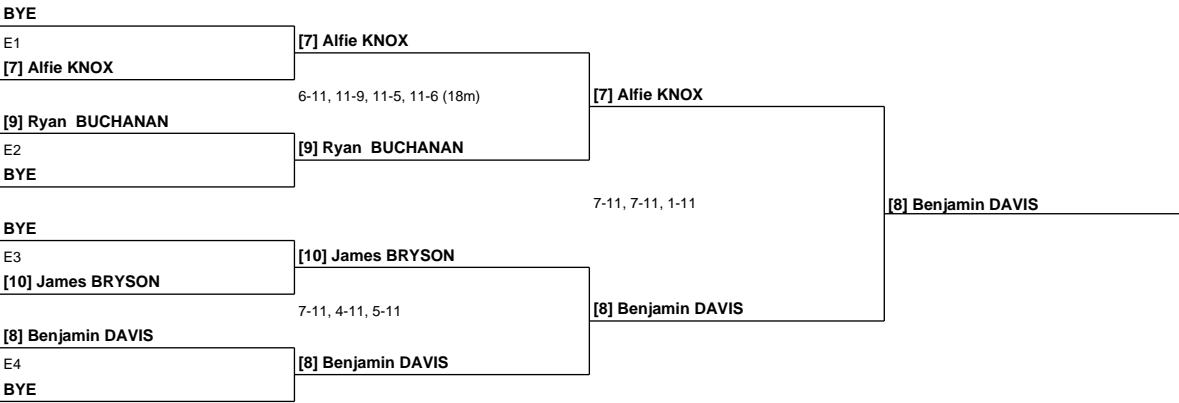 BYE
E1
[7] Alfie KNOX
[7] Alfie KNOX
6-11, 11-9, 11-5, 11-6 (18m)
[7] Alfie KNOX
[9] Ryan  BUCHANAN
E2
[9] Ryan  BUCHANAN
BYE
7-11, 7-11, 1-11
[8] Benjamin DAVIS
BYE
E3
[10] James BRYSON
[10] James BRYSON
7-11, 4-11, 5-11
[8] Benjamin DAVIS
[8] Benjamin DAVIS
E4
[8] Benjamin DAVIS
BYE